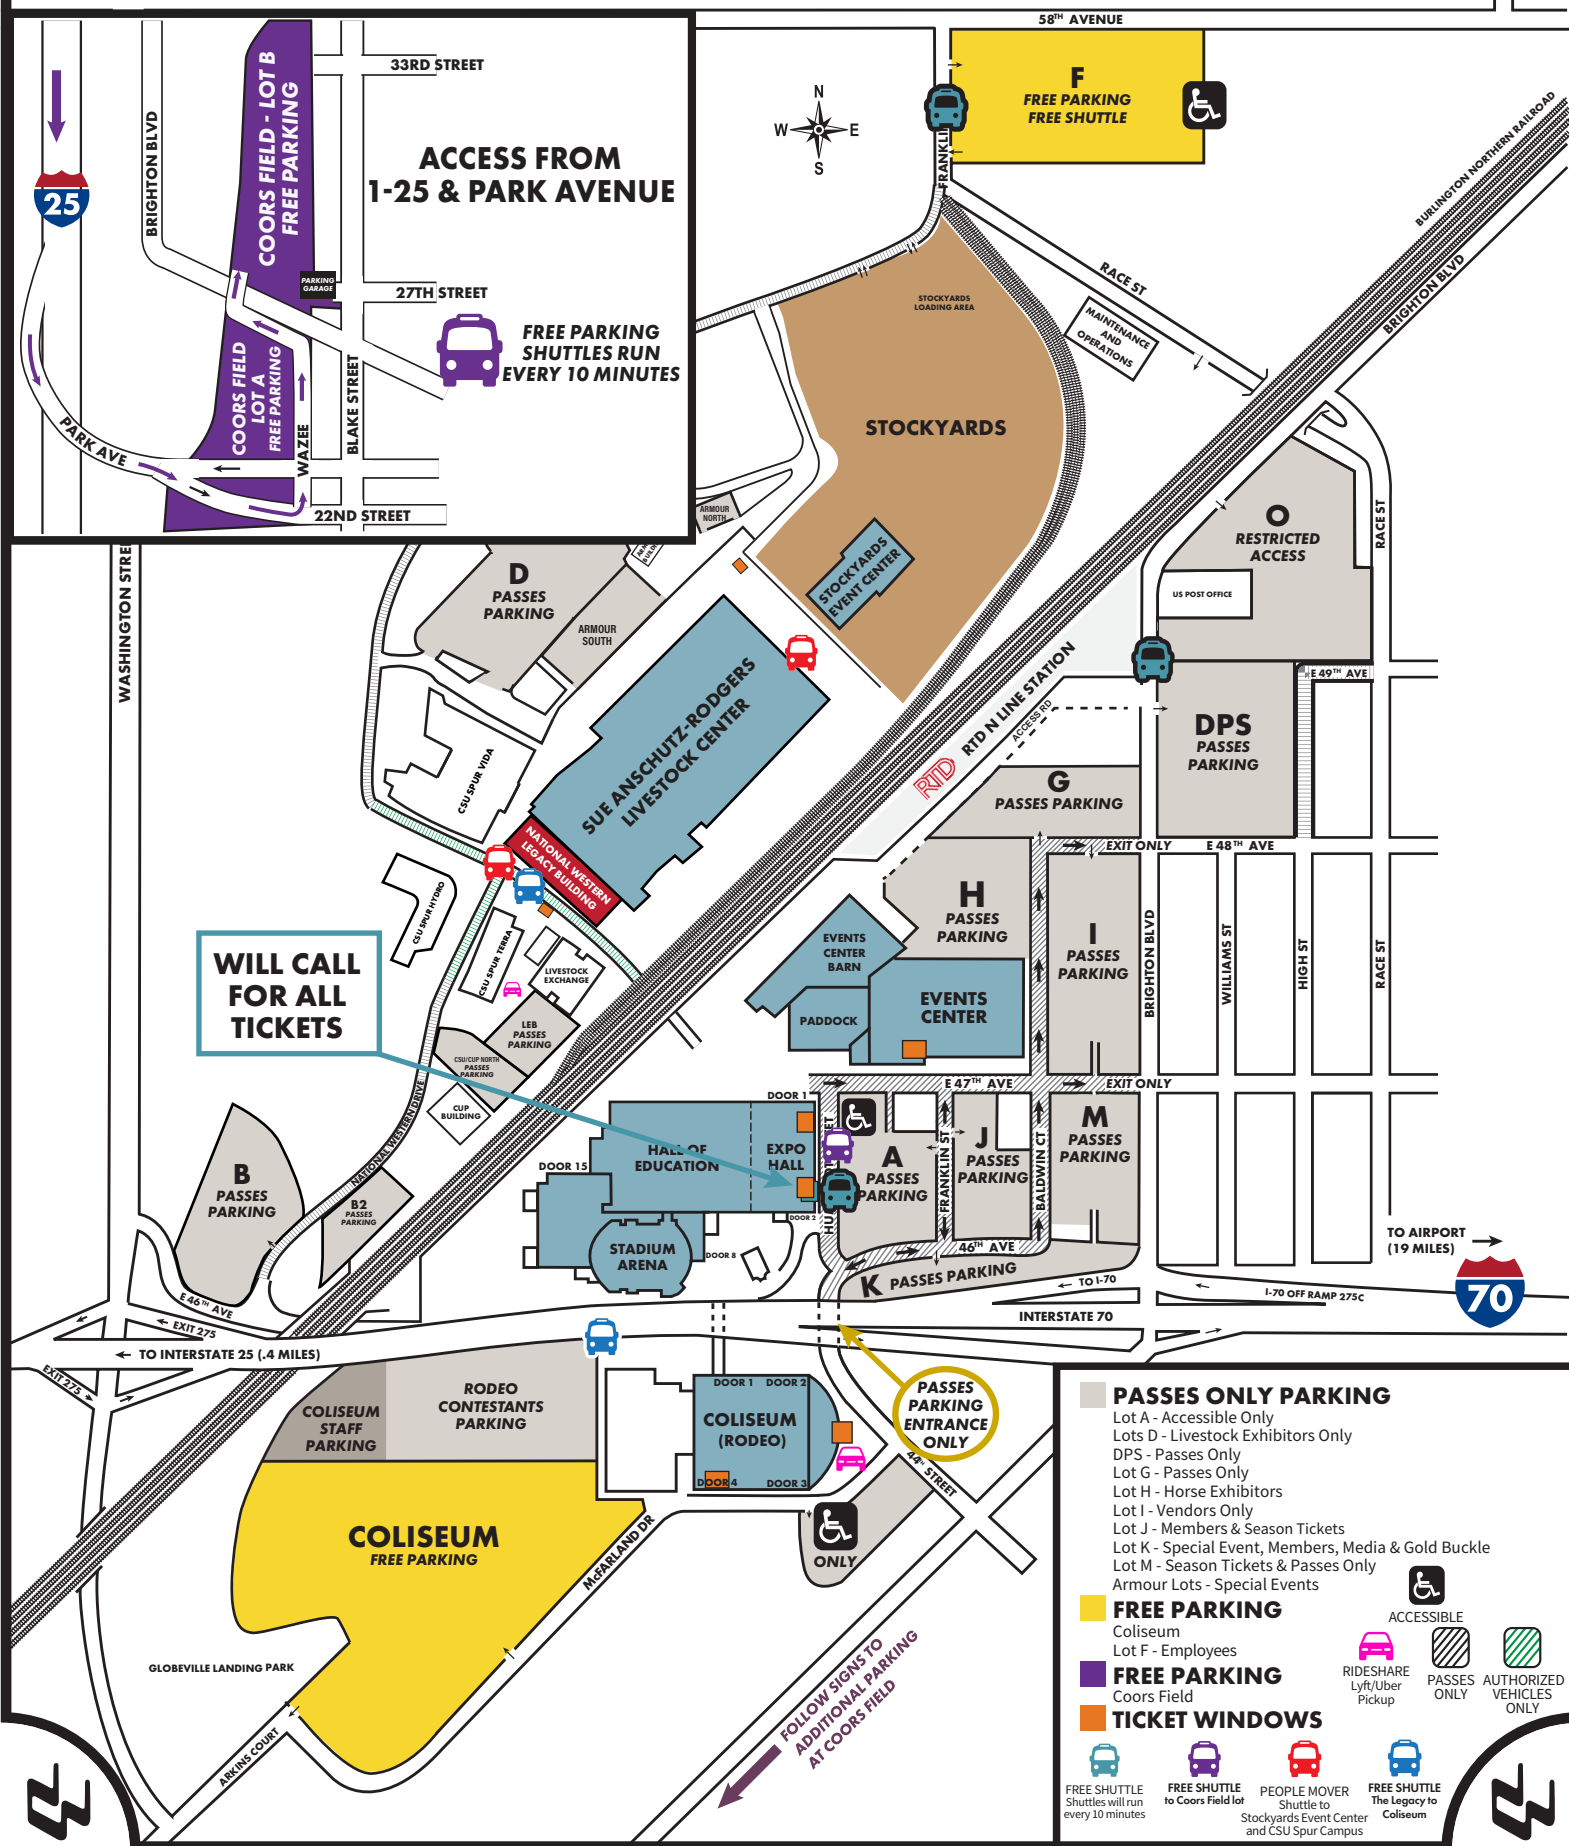 58TH AVENUE
33RD STREET
COORS FIELD - LOT B
FREE PARKING
BRIGHTON BLVD
25
ACCESS FROM
1-25 & PARK AVENUE
PARKING
GARAGE
27TH STREET
FREE PARKING
SHUTTLES RUN
EVERY 10 MINUTES
COORS FIELD
LOT A
FREE PARKING
BLAKE STREET
WAZEE
PARK AVE
22ND STREET
N
W
E
S
F
FREE PARKING
FREE SHUTTLE
BURLINGTON NORTHERN RAILROAD
BRIGHTON BLVD
RACE ST
MAINTENANCE
AND
OPERATIONS
STOCKYARDS
LOADING AREA
STOCKYARDS
STOCKYARDS
EVENT CENTER
ARMOUR
NORTH
D
PASSES
PARKING
ARMOUR
SOUTH
O
RESTRICTED
ACCESS
US POST OFFICE
RACE ST
E 49TH AVE
DPS
PASSES
PARKING
SUE ANSCHUTZ-RODGERS
LIVESTOCK CENTER
NATIONAL WESTERN
LEGACY BUILDING
RTD
RTD N LINE STATION
ACCESS RD
CSU SPUR VIDA
CSU SPUR HYDRO
CSU SPUR TERRA
LIVESTOCK
EXCHANGE
LEB
PASSES
PARKING
CSU/CUP NORTH
PASSES
PARKING
CUP
BUILDING
G
PASSES PARKING
EXIT ONLY
E 48TH AVE
H
PASSES
PARKING
I
PASSES
PARKING
BRIGHTON BLVD
WILLIAMS ST
HIGH ST
RACE ST
EVENTS
CENTER
BARN
PADDOCK
EVENTS
CENTER
WILL CALL
FOR ALL
TICKETS
NATIONAL WESTERN DRIVE
B
PASSES
PARKING
B2
PASSES
PARKING
E 46TH AVE
E 47TH AVE
EXIT ONLY
DOOR 1
HALL OF
EDUCATION
EXPO
HALL
DOOR 15
DOOR 2
DOOR 8
STADIUM
ARENA
A
PASSES
PARKING
FRANKLIN ST
J
PASSES
PARKING
BALDWIN CT
M
PASSES
PARKING
46TH AVE
K PASSES PARKING
TO I-70
INTERSTATE 70
I-70 OFF RAMP 275C
TO AIRPORT
(19 MILES)
70
EXIT 275
TO INTERSTATE 25 (.4 MILES)
EXIT 275
COLISEUM
STAFF
PARKING
RODEO
CONTESTANTS
PARKING
DOOR 1
DOOR 2
COLISEUM
(RODEO)
DOOR 4
DOOR 3
PASSES
PARKING
ENTRANCE
ONLY
44TH STREET
ONLY
COLISEUM
FREE PARKING
McFARLAND DR
GLOBEVILLE LANDING PARK
ARKINS COURT
FOLLOW SIGNS TO
ADDITIONAL PARKING
AT COORS FIELD
PASSES ONLY PARKING
Lot A - Accessible Only
Lots D - Livestock Exhibitors Only
DPS - Passes Only
Lot G - Passes Only
Lot H - Horse Exhibitors
Lot I - Vendors Only
Lot J - Members & Season Tickets
Lot K - Special Event, Members, Media & Gold Buckle
Lot M - Season Tickets & Passes Only
Armour Lots - Special Events
FREE PARKING
Coliseum
Lot F - Employees
FREE PARKING
Coors Field
TICKET WINDOWS
ACCESSIBLE
RIDESHARE
Lyft/Uber
Pickup
PASSES
ONLY
AUTHORIZED
VEHICLES
ONLY
FREE SHUTTLE
Shuttles will run
every 10 minutes
FREE SHUTTLE
to Coors Field lot
PEOPLE MOVER
Shuttle to
Stockyards Event Center
and CSU Spur Campus
FREE SHUTTLE
The Legacy to
Coliseum